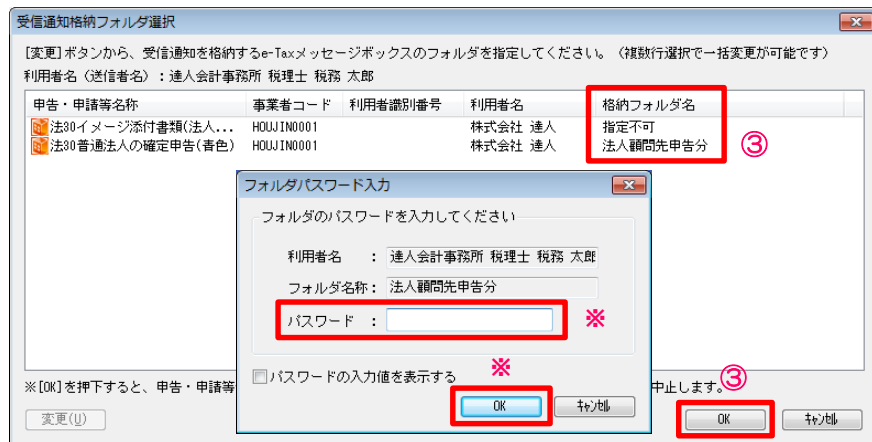 受信通知格納フォルダ選択
[変更]ボタンから、受信通知を格納するe-Taxメッセージボックスのフォルダを指定してください。（複数行選択で一括変更が可能です）
利用者名（送信者名）：達人会計事務所 税理士 税務 太郎
申告・申請等名称 事業者コード 利用者識別番号 利用者名 格納フォルダ名
法30イメージ添付書類(法人... HOUJIN0001 株式会社 達人 指定不可
法30普通法人の確定申告(青色) HOUJIN0001 株式会社 達人 法人顧問先申告分
③
フォルダパスワード入力
フォルダのパスワードを入力してください
利用者名 ： 達人会計事務所 税理士 税務 太郎
フォルダ名称： 法人顧問先申告分
パスワード ： ※
パスワードの入力値を表示する ※
OK キャンセル
※[OK]を押下すると、申告・申請等 中止します。 ③
変更(U) OK キャンセル